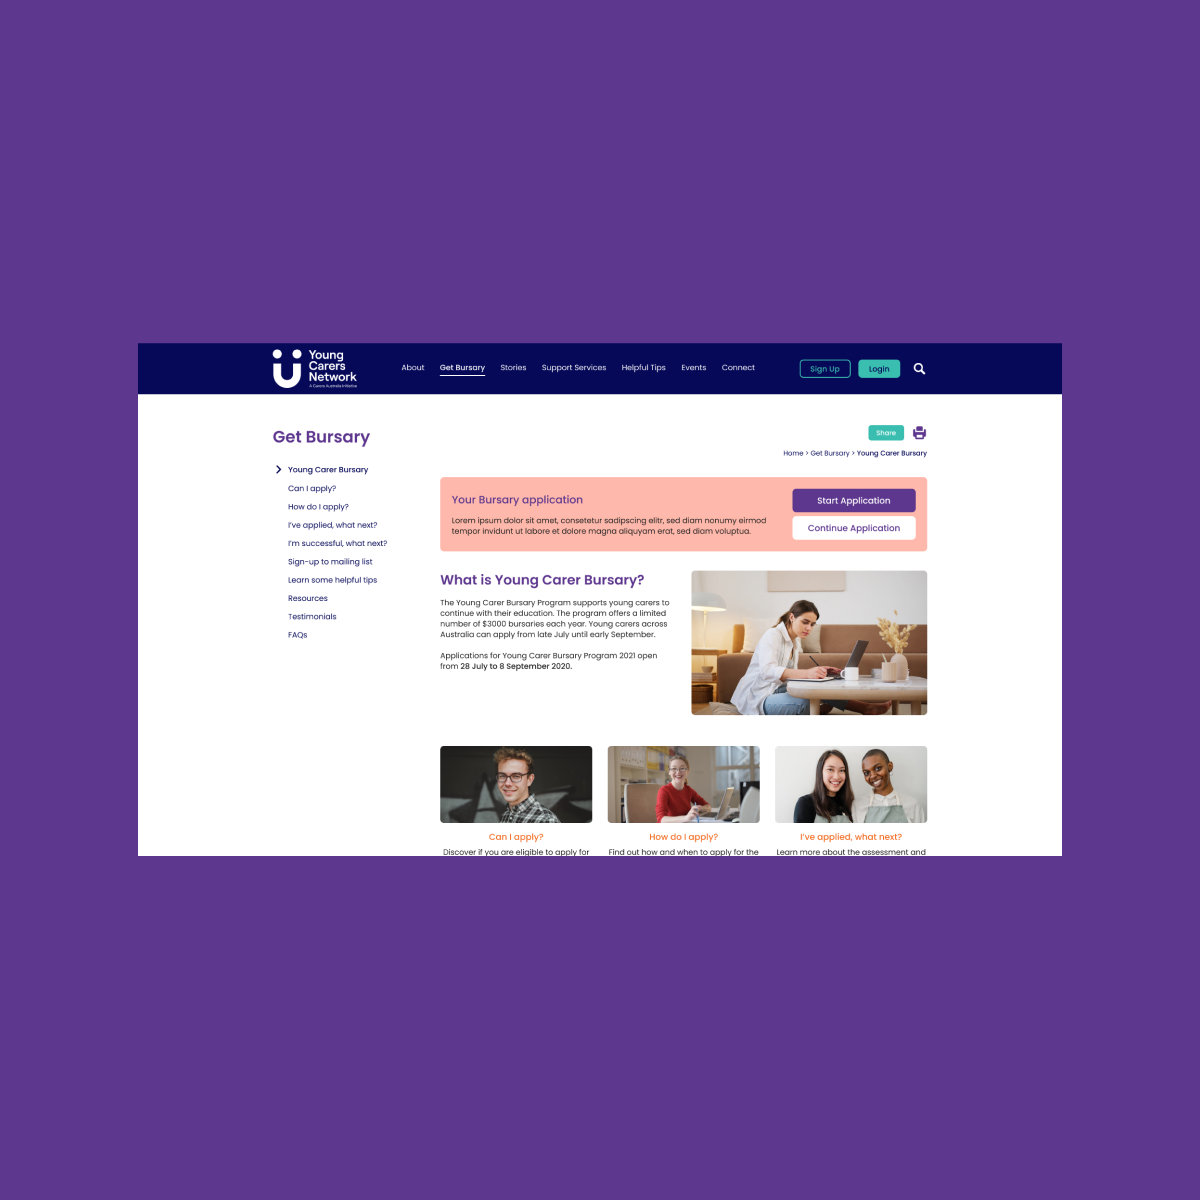 Young
Carers
Network
A Carers Australia Initiative
About
Get Bursary
Stories
Support Services
Helpful Tips
Events
Connect
Sign Up
Login
Get Bursary
Young Carer Bursary
Can I apply?
How do I apply?
I've applied, what next?
I'm successful, what next?
Sign-up to mailing list
Learn some helpful tips
Resources
Testimonials
FAQs
Share
Home > Get Bursary > Young Carer Bursary
Your Bursary application
Lorem ipsum dolor sit amet, consetetur sadipscing elitr, sed diam nonumy eirmod
tempor invidunt ut labore et dolore magna aliquyam erat, sed diam voluptua.
Start Application
Continue Application
What is Young Carer Bursary?
The Young Carer Bursary Program supports young carers to
continue with their education. The program offers a limited
number of $3000 bursaries each year. Young carers across
Australia can apply from late July until early September.
Applications for Young Carer Bursary Program 2021 open
from 28 July to 8 September 2020.
Can I apply?
Discover if you are eligible to apply for
How do I apply?
Find out how and when to apply for the
I've applied, what next?
Learn more about the assessment and